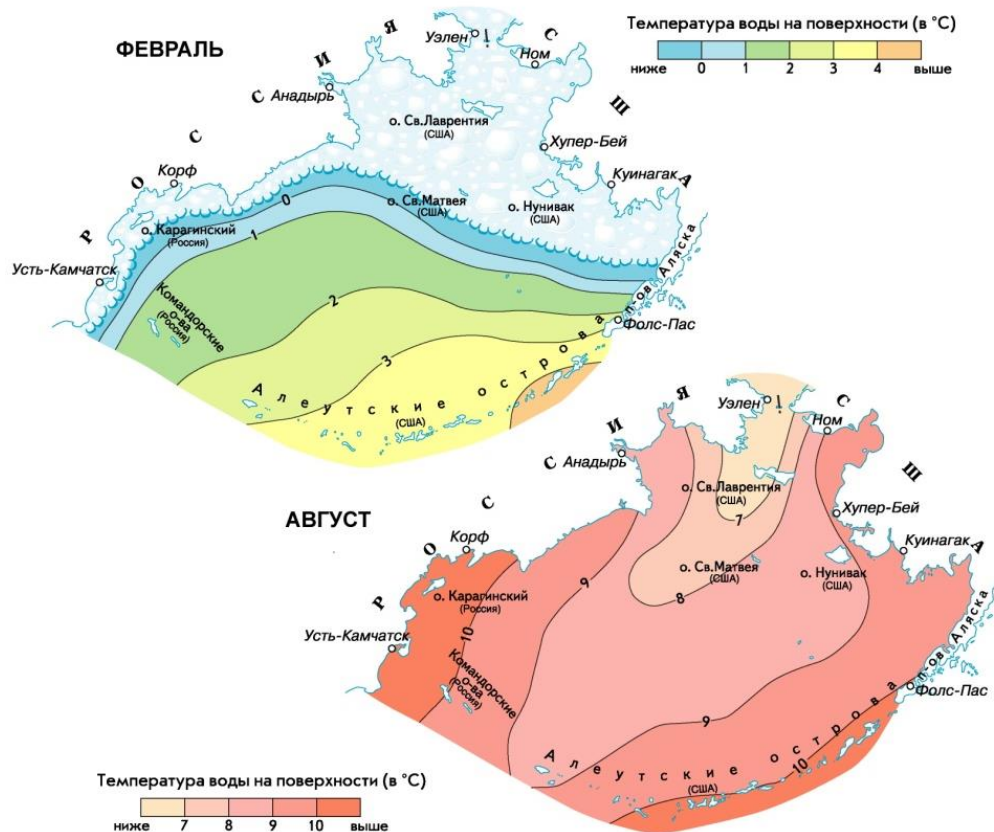 ФЕВРАЛЬ
Температура воды на поверхности (в °С)
ниже 0 1 2 3 4 выше
РОССИЯ
США
Уэлен
Ном
Анадырь
о. Св.Лаврентия
(США)
Хупер-Бей
Корф
Куинагак
о. Св.Матвея
(США)
о. Нунивак
(США)
о. Карагинский
(Россия)
0
1
Усть-Камчатск
п-ов Аляска
Командорские
о-ва
(Россия)
2
Фолс-Пас
3
Алеутские острова
(США)
АВГУСТ
РОССИЯ
США
Уэлен
Ном
Анадырь
о. Св.Лаврентия
(США)
7
Хупер-Бей
Корф
Куинагак
о. Св.Матвея
(США)
о. Нунивак
(США)
9
8
о. Карагинский
(Россия)
10
Усть-Камчатск
п-ов Аляска
Командорские
о-ва
(Россия)
Фолс-Пас
9
Алеутские острова
(США)
10
Температура воды на поверхности (в °С)
ниже 7 8 9 10 выше